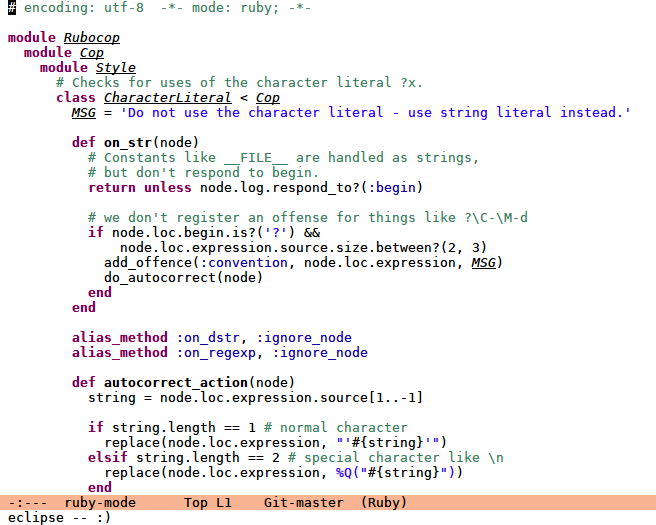 # encoding: utf-8  -*- mode: ruby; -*-
module Rubocop
  module Cop
    module Style
      # Checks for uses of the character literal ?x.
      class CharacterLiteral < Cop
        MSG = 'Do not use the character literal - use string literal instead.'
        def on_str(node)
          # Constants like __FILE__ are handled as strings,
          # but don't respond to begin.
          return unless node.log.respond_to?(:begin)
          # we don't register an offense for things like ?\C-\M-d
          if node.loc.begin.is?('?') &&
              node.loc.expression.source.size.between?(2, 3)
            add_offence(:convention, node.loc.expression, MSG)
            do_autocorrect(node)
          end
        end
        alias_method :on_dstr, :ignore_node
        alias_method :on_regexp, :ignore_node
        def autocorrect_action(node)
          string = node.loc.expression.source[1..-1]
          if string.length == 1 # normal character
            replace(node.loc.expression, "'#{string}'")
          elsif string.length == 2 # special character like \n
            replace(node.loc.expression, %Q("#{string}"))
          end
-:---  ruby-mode      Top L1    Git-master  (Ruby)
eclipse -- :)